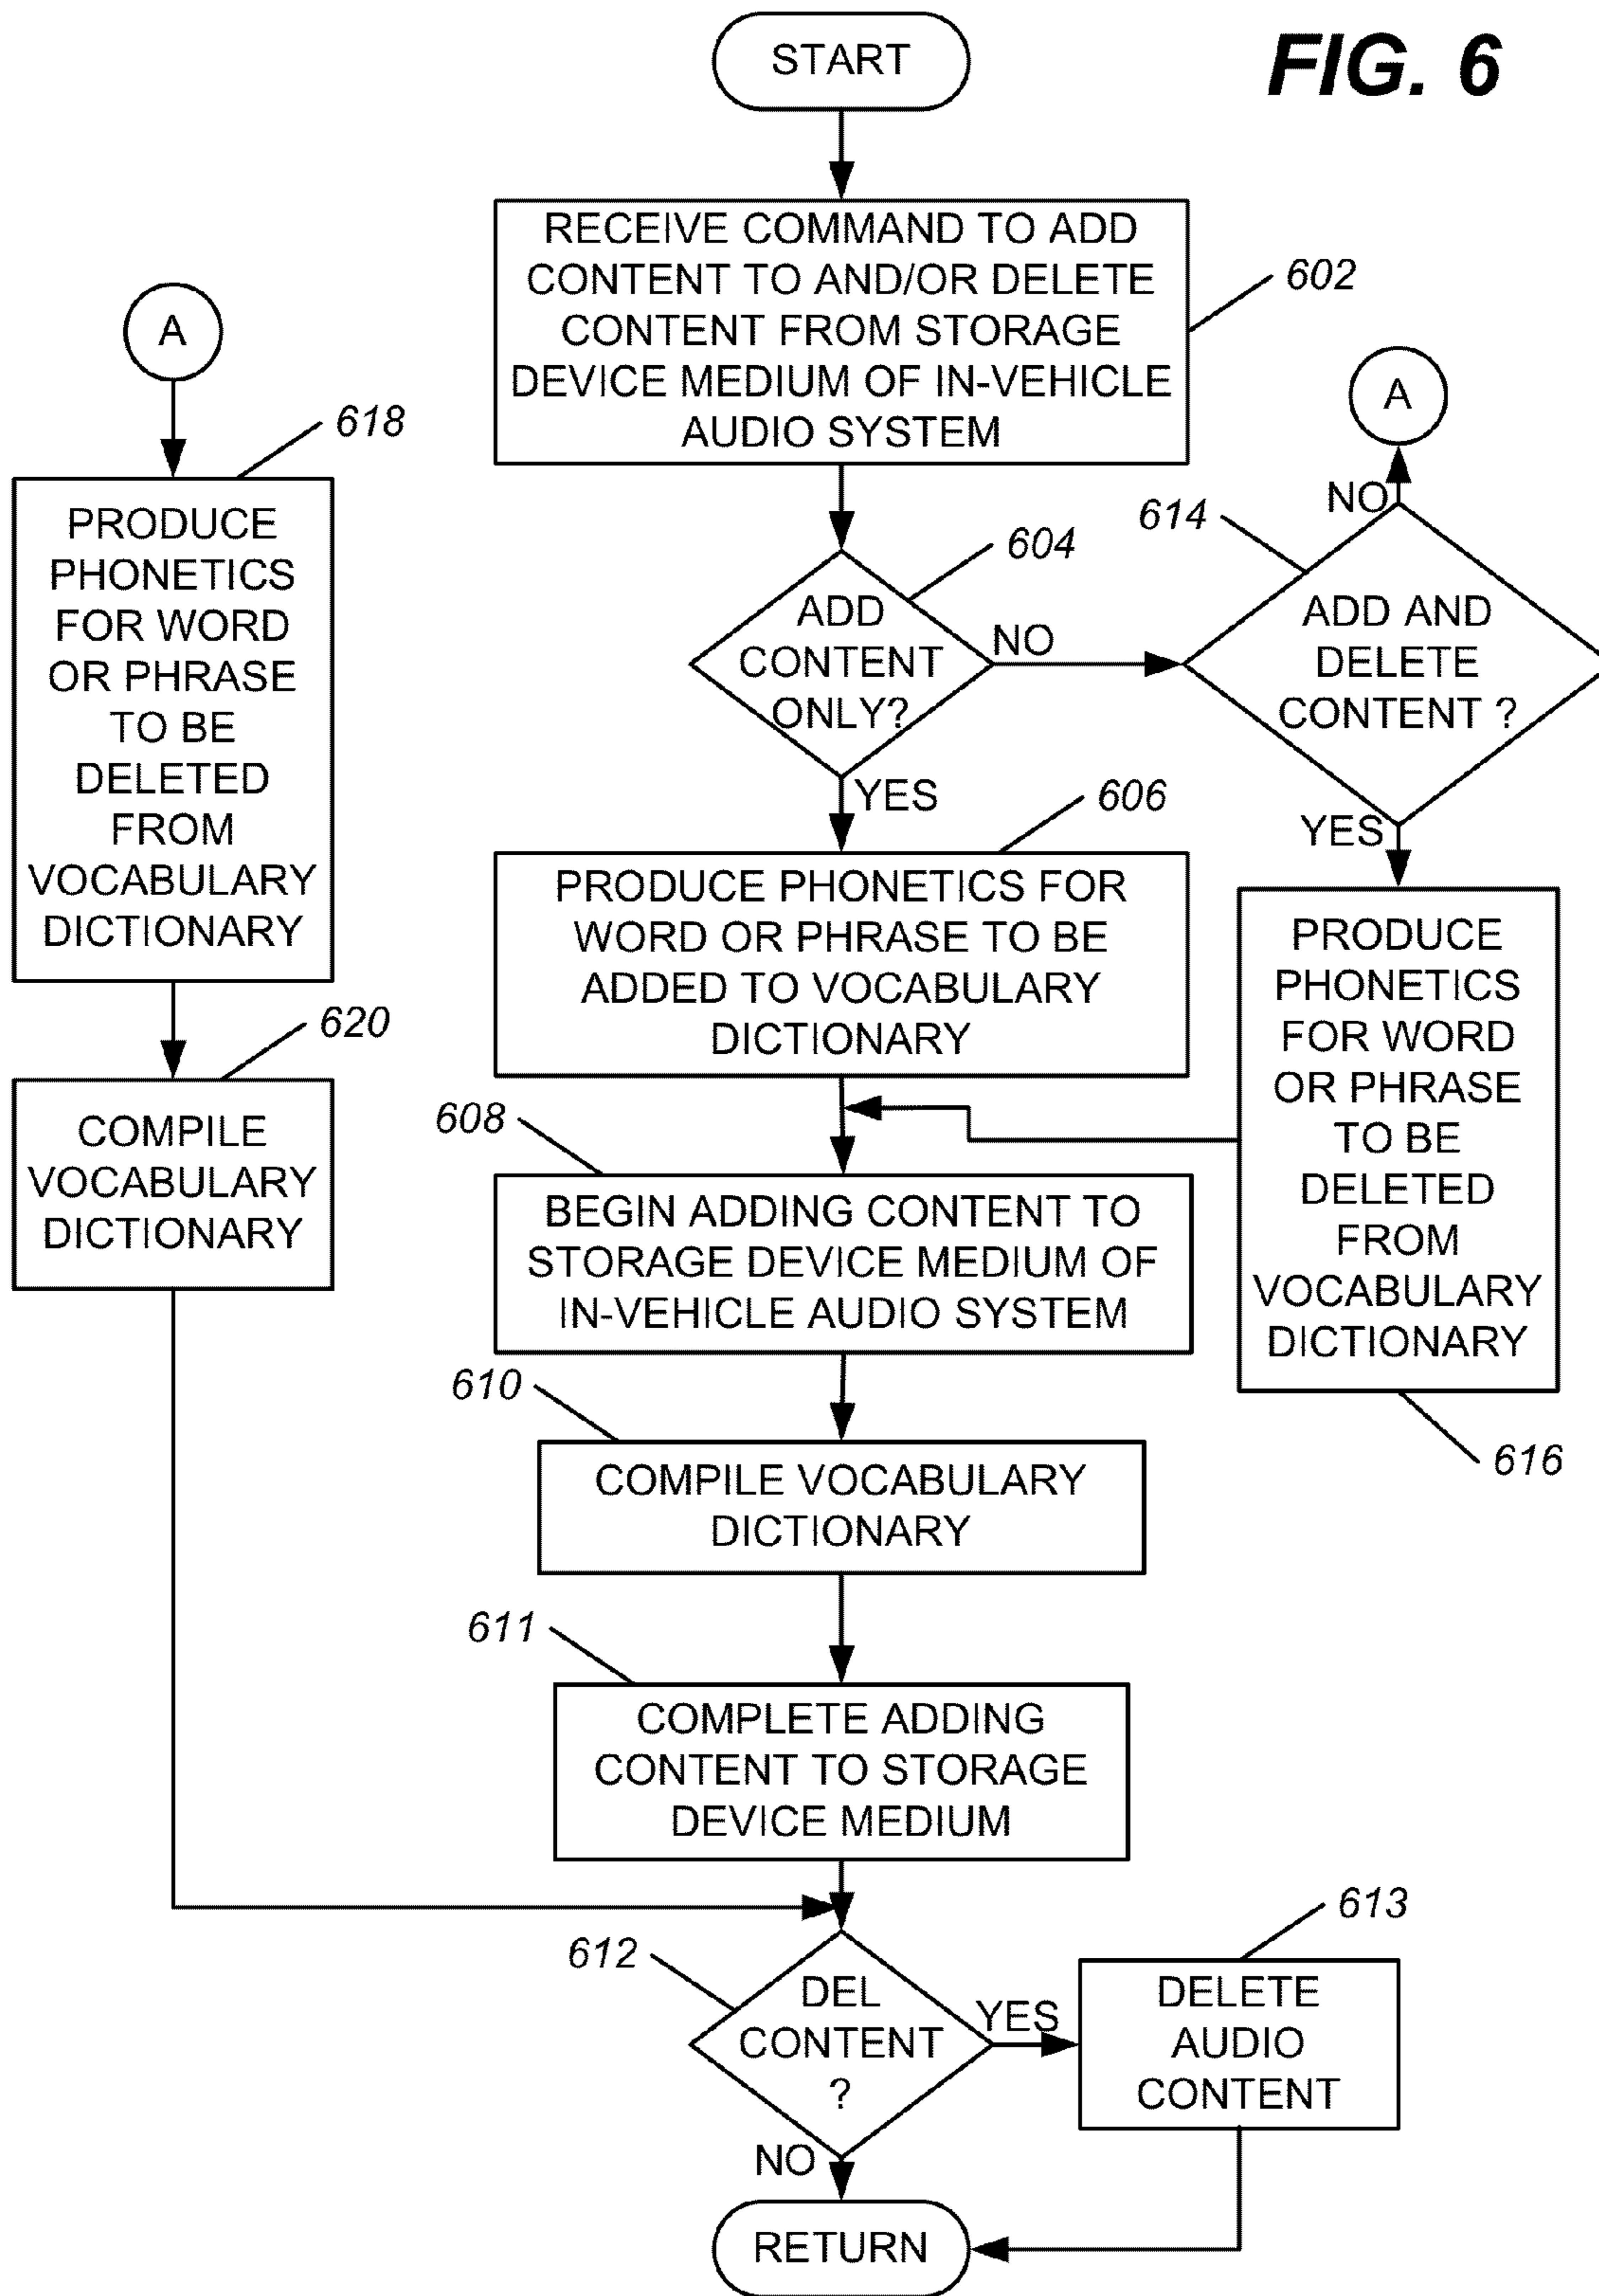 FIG. 6
START
RECEIVE COMMAND TO ADD
CONTENT TO AND/OR DELETE
CONTENT FROM STORAGE
DEVICE MEDIUM OF IN-VEHICLE
AUDIO SYSTEM
602
604
ADD
CONTENT
ONLY?
NO
YES
614
ADD AND
DELETE
CONTENT ?
NO
A
YES
606
PRODUCE PHONETICS FOR
WORD OR PHRASE TO BE
ADDED TO VOCABULARY
DICTIONARY
PRODUCE
PHONETICS
FOR WORD
OR PHRASE
TO BE
DELETED
FROM
VOCABULARY
DICTIONARY
616
608
BEGIN ADDING CONTENT TO
STORAGE DEVICE MEDIUM OF
IN-VEHICLE AUDIO SYSTEM
610
COMPILE VOCABULARY
DICTIONARY
611
COMPLETE ADDING
CONTENT TO STORAGE
DEVICE MEDIUM
A
618
PRODUCE
PHONETICS
FOR WORD
OR PHRASE
TO BE
DELETED
FROM
VOCABULARY
DICTIONARY
620
COMPILE
VOCABULARY
DICTIONARY
612
DEL
CONTENT
?
YES
613
DELETE
AUDIO
CONTENT
NO
RETURN